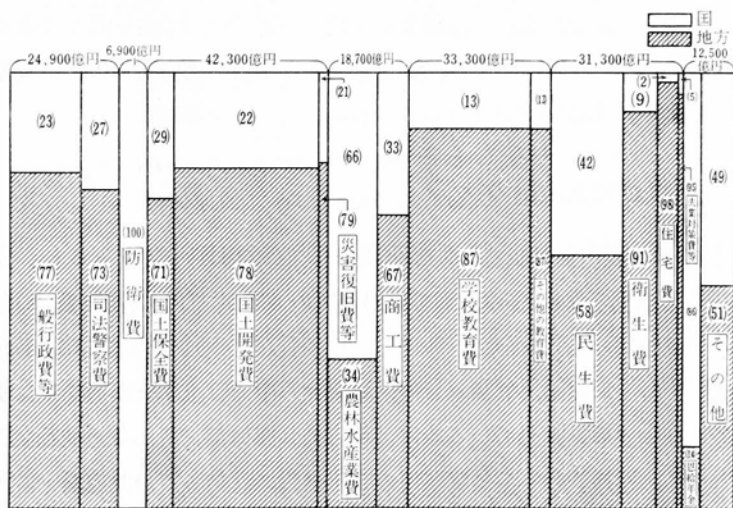 国
地方
24,900億円
6,900億円
42,300億円
18,700億円
33,300億円
31,300億円
12,500億円
(23)
(27)
(100)
防衛費
(29)
(22)
(21)
(66)
(33)
(13)
(13)
(42)
(2)
(9)
(5)
(49)
(77)
一般行政費等
(73)
司法警察費
(71)
国土保全費
(78)
国土開発費
(79)
災害復旧費等
(34)
農林水産業費
(67)
商工費
(87)
学校教育費
(87)
その他の教育費
(58)
民生費
(91)
衛生費
(98)
住宅費
(95)
恩給年金
(51)
その他